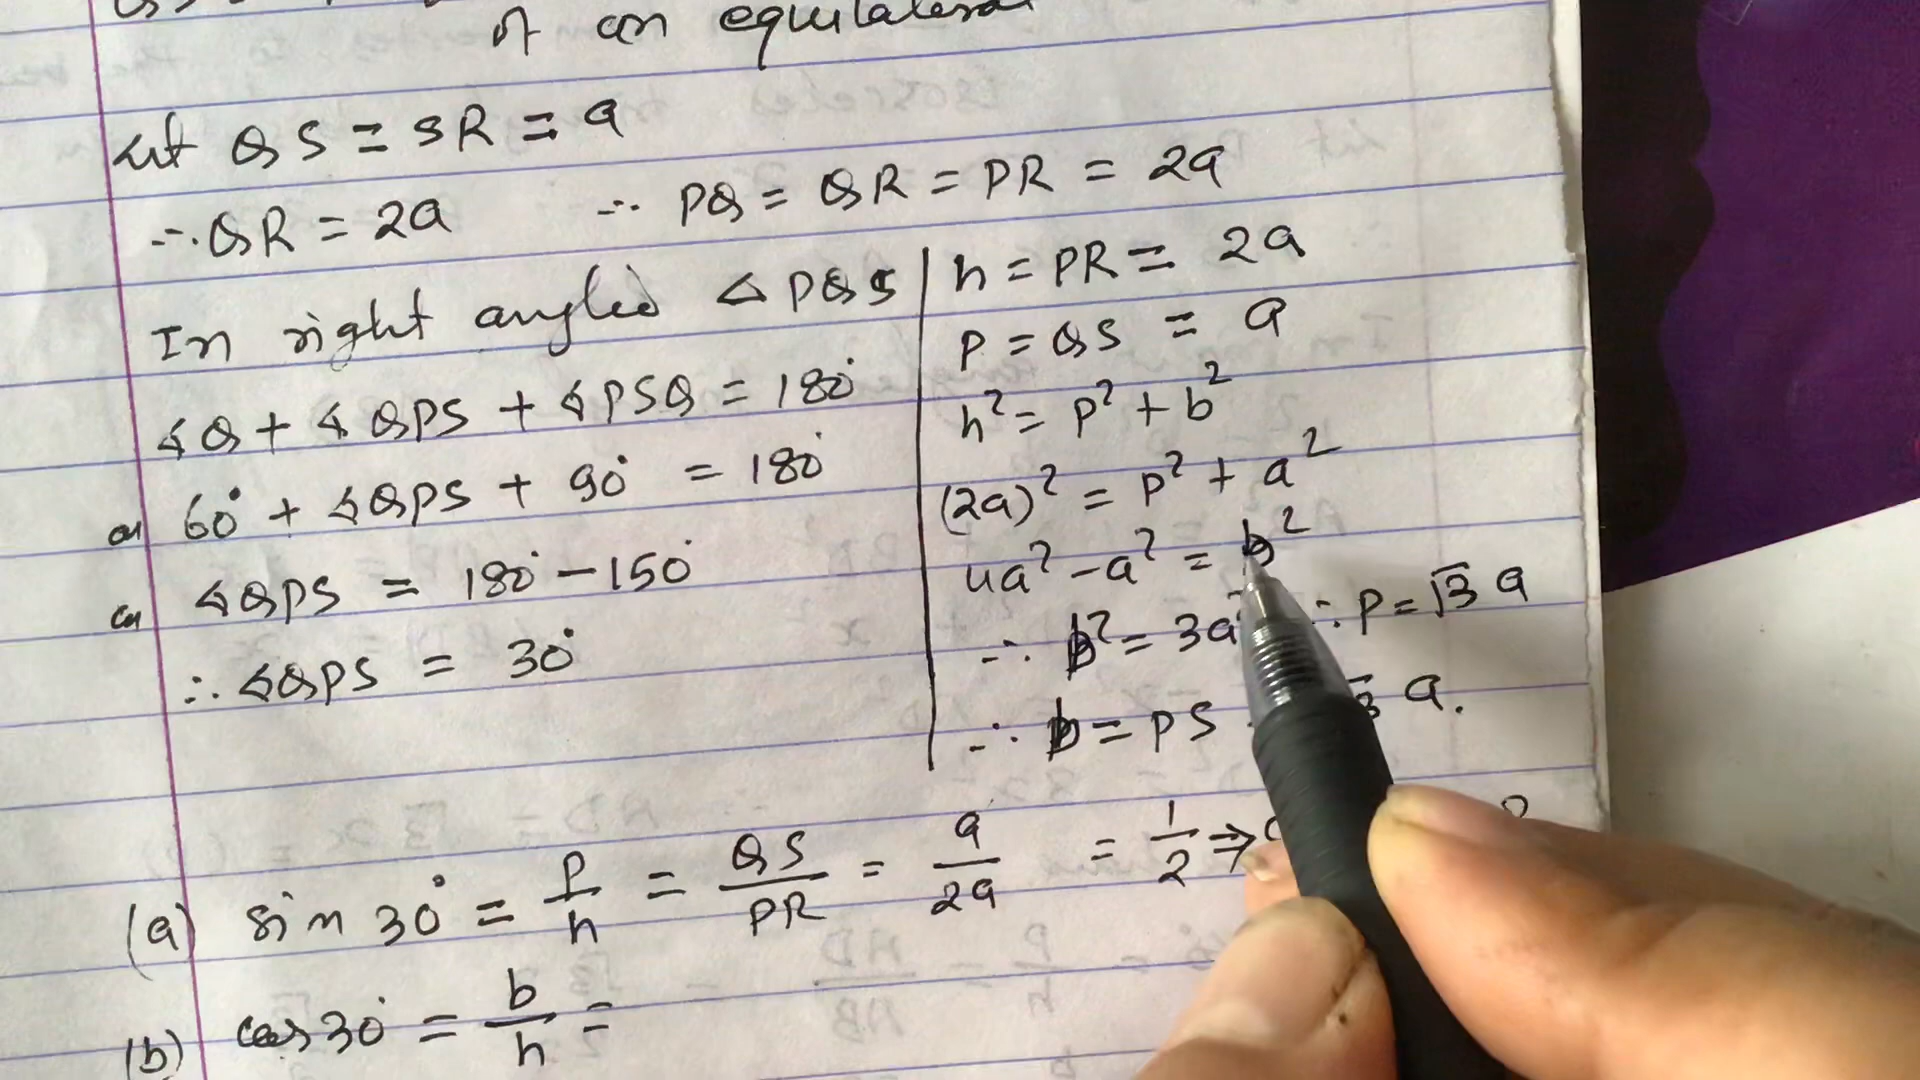 of an equilateral
Let QS = SR = a
∴ QR = 2a ∴ PQ = QR = PR = 2a
In right angled △PQS
∡Q + ∡QPS + ∡PSQ = 180°
or 60° + ∡QPS + 90° = 180°
or ∡QPS = 180° - 150°
∴ ∡QPS = 30°
h = PR = 2a
P = QS = a
h² = p² + b²
(2a)² = p² + a²
4a² - a² = b²
∴ b² = 3a² ∴ P = √3 a
∴ b = PS √3 a.
(a) sin 30° = P/h = QS/PR = a/2a = 1/2 ⇒
(b) cos 30° = b/h =